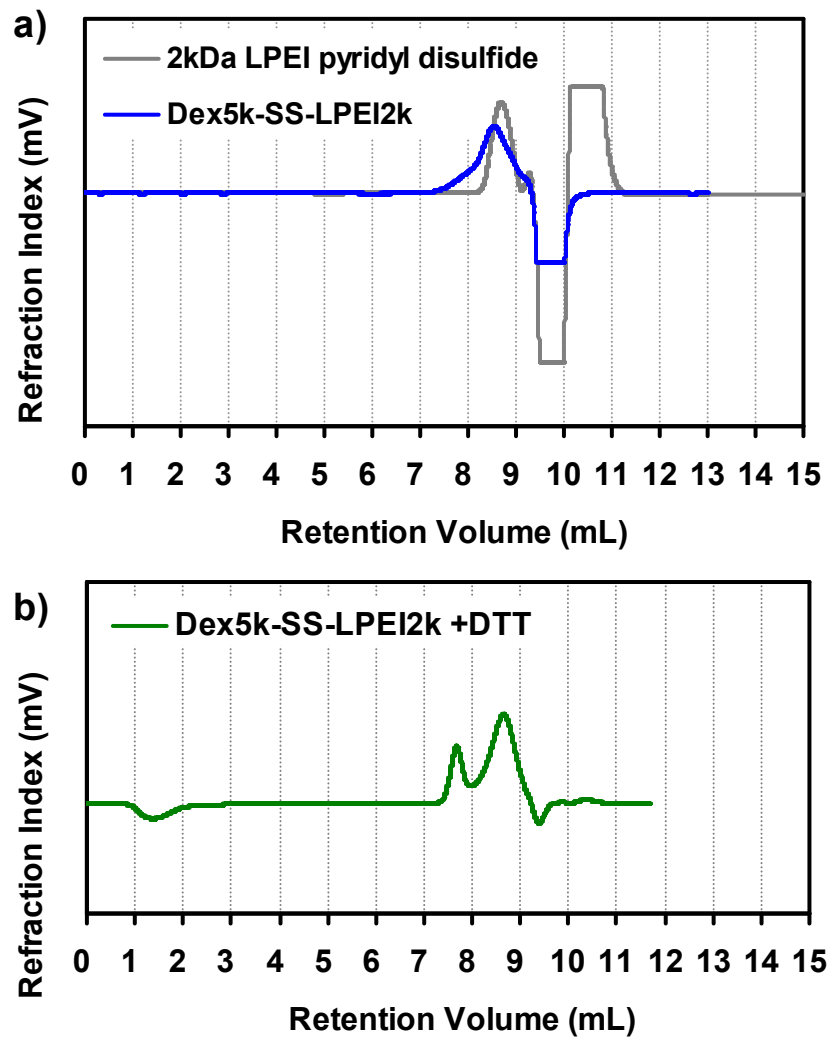 a)
2kDa LPEI pyridyl disulfide
Dex5k-SS-LPEI2k
Refraction Index (mV)
0 1 2 3 4 5 6 7 8 9 10 11 12 13 14 15
Retention Volume (mL)
b)
Dex5k-SS-LPEI2k +DTT
Refraction Index (mV)
0 1 2 3 4 5 6 7 8 9 10 11 12 13 14 15
Retention Volume (mL)